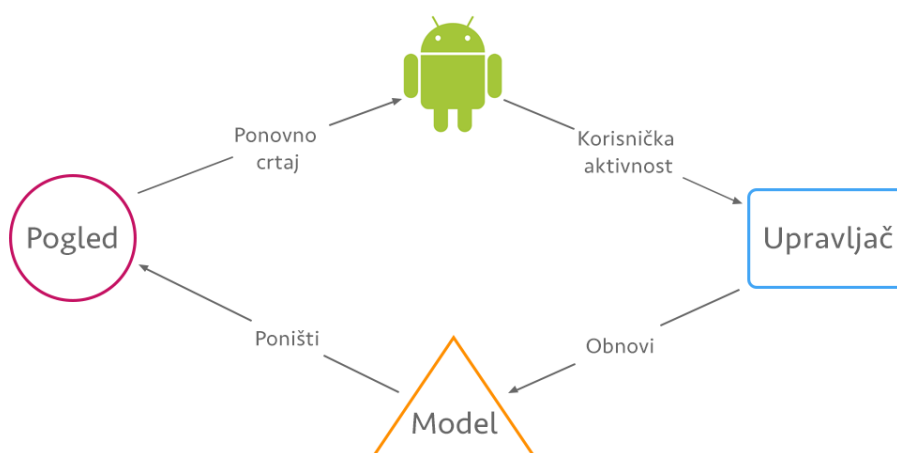 Ponovno
crtaj
Korisnička
aktivnost
Pogled
Upravljač
Poništi
Obnovi
Model